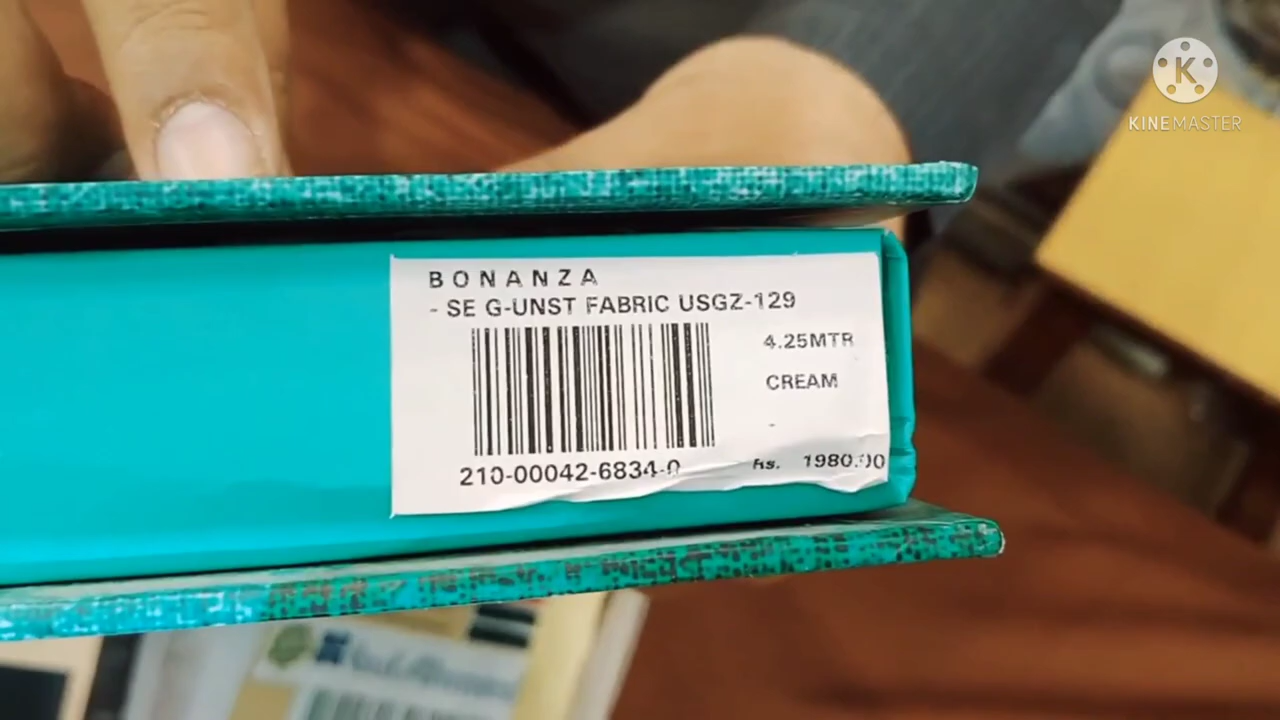 KINEMASTER
BONANZA
- SE G-UNST FABRIC USGZ-129
4.25MTR
CREAM
-
210-00042-6834-0
Rs. 1980.00